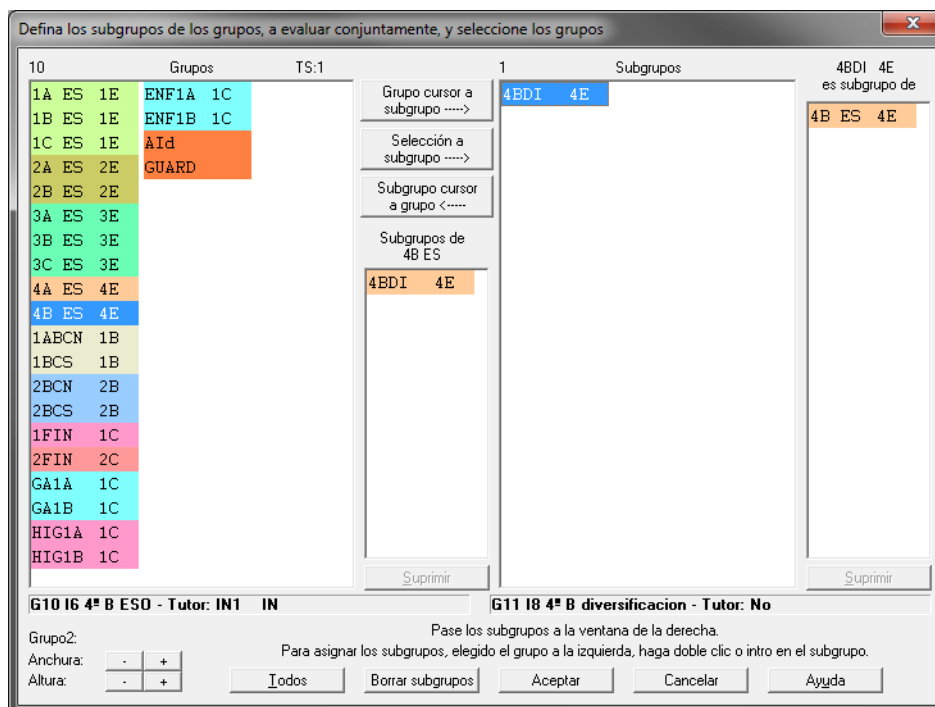 Defina los subgrupos de los grupos, a evaluar conjuntamente, y seleccione los grupos
10 Grupos TS:1
1A ES 1E
1B ES 1E
1C ES 1E
2A ES 2E
2B ES 2E
3A ES 3E
3B ES 3E
3C ES 3E
4A ES 4E
4B ES 4E
1ABCN 1B
1BCS 1B
2BCN 2B
2BCS 2B
1FIN 1C
2FIN 2C
GA1A 1C
GA1B 1C
HIG1A 1C
HIG1B 1C
ENF1A 1C
ENF1B 1C
AId
GUARD
Grupo cursor a
subgrupo ----->
Selección a
subgrupo ----->
Subgrupo cursor
a grupo <-----
Subgrupos de
4B ES
4BDI 4E
Suprimir
1 Subgrupos
4BDI 4E
4BDI 4E
es subgrupo de
4B ES 4E
Suprimir
G10 I6 4º B ESO - Tutor: IN1 IN
G11 I8 4º B diversificacion - Tutor: No
Pase los subgrupos a la ventana de la derecha.
Para asignar los subgrupos, elegido el grupo a la izquierda, haga doble clic o intro en el subgrupo.
Grupo2:
Anchura: - +
Altura: - +
Todos Borrar subgrupos Aceptar Cancelar Ayuda